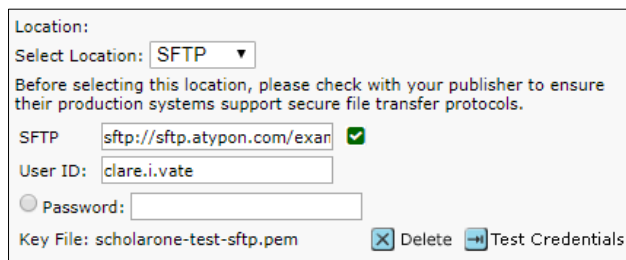 Location:
Select Location: SFTP
Before selecting this location, please check with your publisher to ensure
their production systems support secure file transfer protocols.
SFTP sftp://sftp.atypon.com/exan
User ID: clare.i.vate
Password:
Key File: scholarone-test-sftp.pem Delete Test Credentials